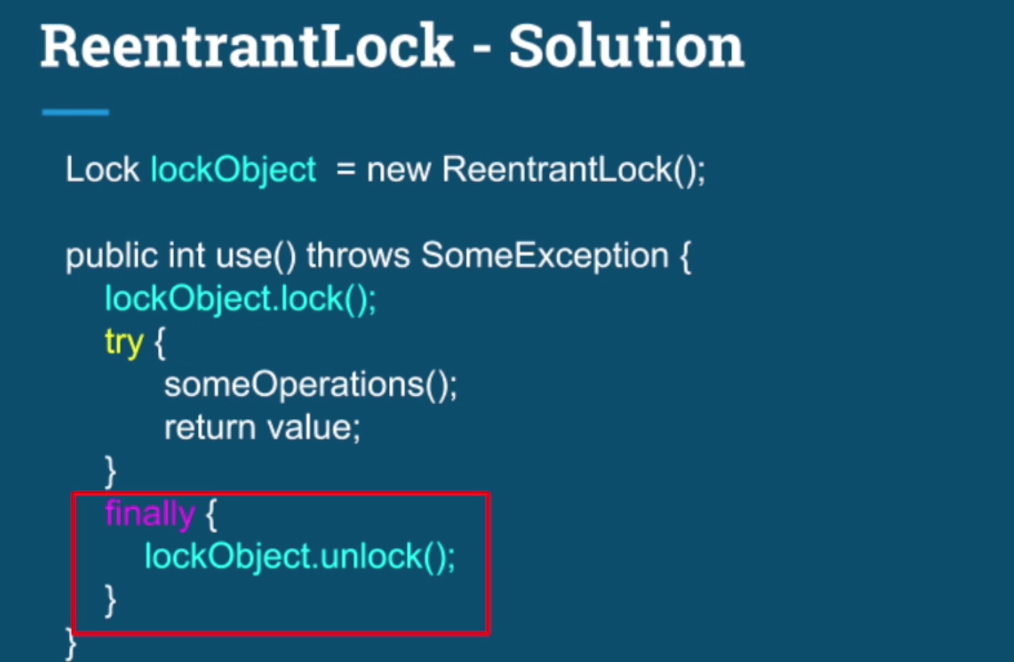 ReentrantLock - Solution
Lock lockObject = new ReentrantLock();
public int use() throws SomeException {
lockObject.lock();
try {
someOperations();
return value;
}
finally {
lockObject.unlock();
}
}